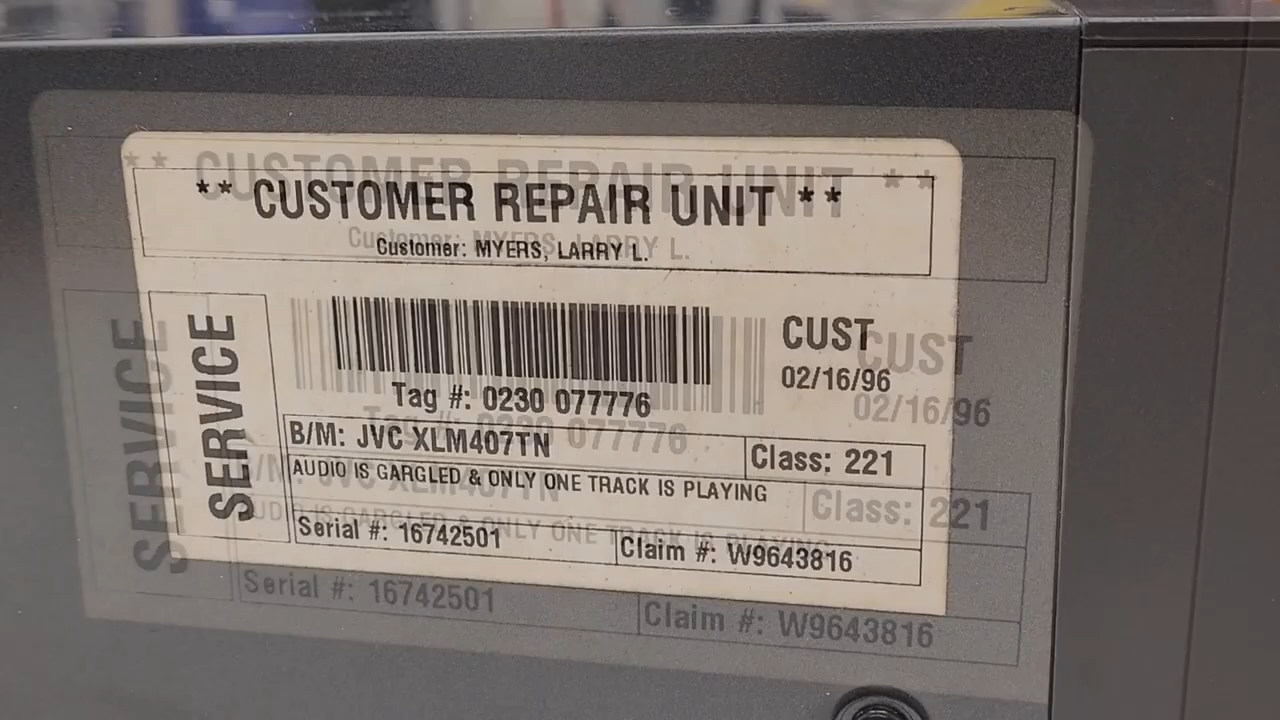 ** CUSTOMER REPAIR UNIT **
Customer: MYERS, LARRY L.
SERVICE
CUST
02/16/96
Tag #: 0230 077776
B/M: JVC XLM407TN
Class: 221
AUDIO IS GARGLED & ONLY ONE TRACK IS PLAYING
Serial #: 16742501
Claim #: W9643816